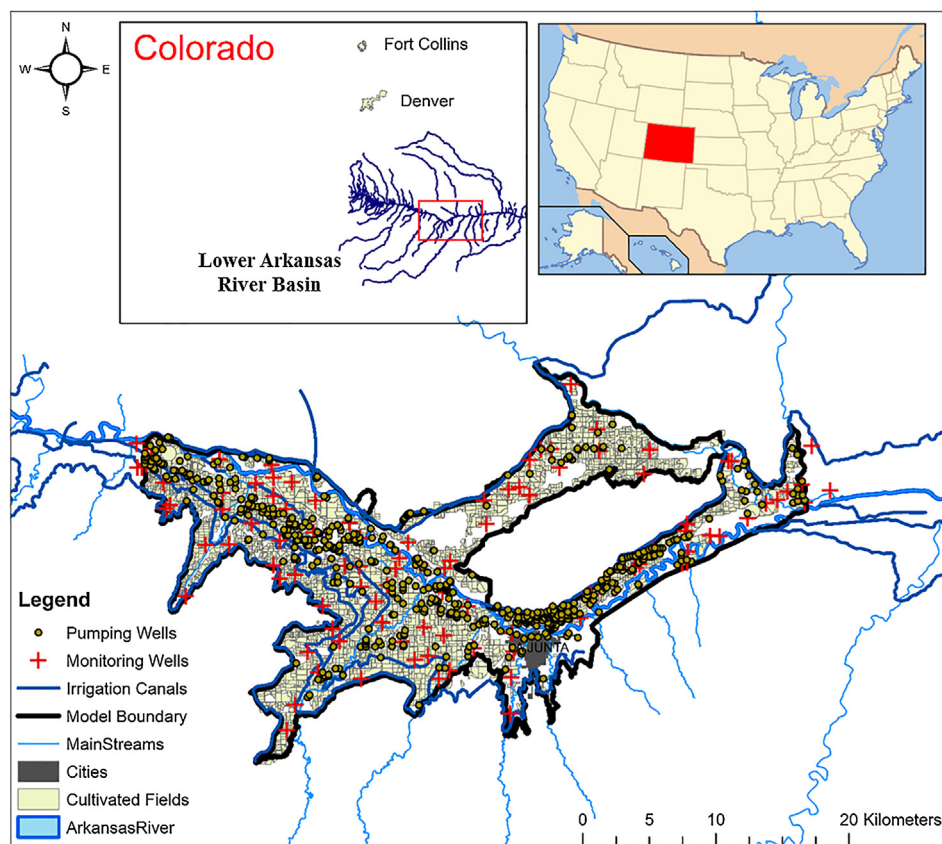 N
W E
S
Colorado
Fort Collins
Denver
Lower Arkansas
River Basin
JUNTA
Legend
Pumping Wells
Monitoring Wells
Irrigation Canals
Model Boundary
MainStreams
Cities
Cultivated Fields
ArkansasRiver
0 5 10 20 Kilometers